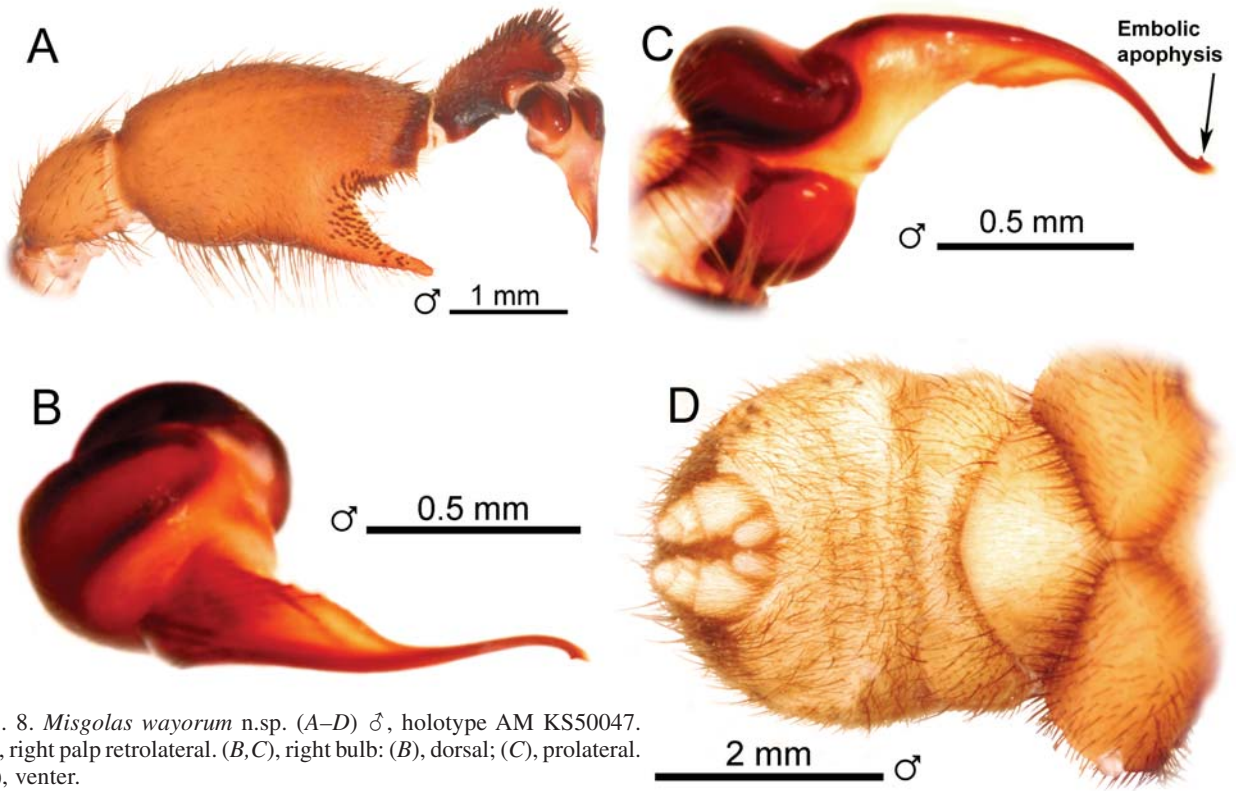 A
♂ 1 mm
C
Embolic
apophysis
♂ 0.5 mm
B
♂ 0.5 mm
D
2 mm ♂
. 8. Misgolas wayorum n.sp. (A–D) ♂, holotype AM KS50047.
, right palp retrolateral. (B,C), right bulb: (B), dorsal; (C), prolateral.
), venter.